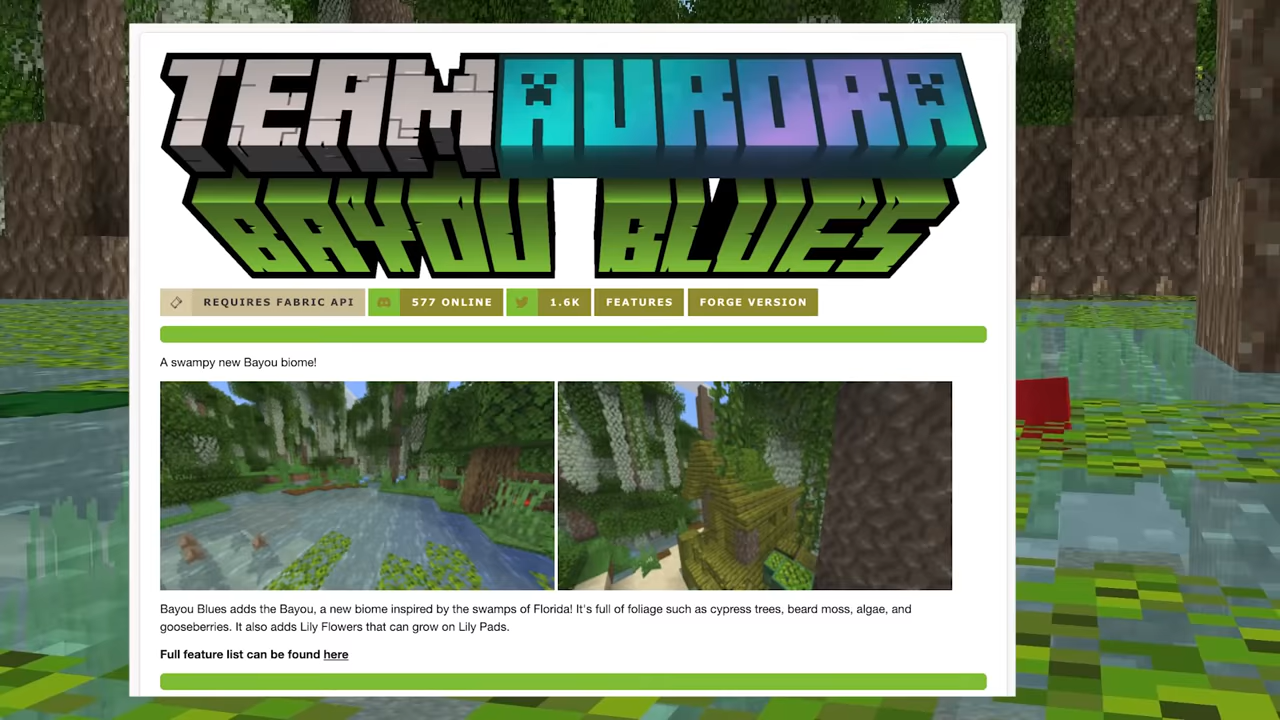 TEAM AURORA
BAYOU BLUES
REQUIRES FABRIC API 577 ONLINE 1.6K FEATURES FORGE VERSION
A swampy new Bayou biome!
Bayou Blues adds the Bayou, a new biome inspired by the swamps of Florida! It's full of foliage such as cypress trees, beard moss, algae, and
gooseberries. It also adds Lily Flowers that can grow on Lily Pads.
Full feature list can be found here